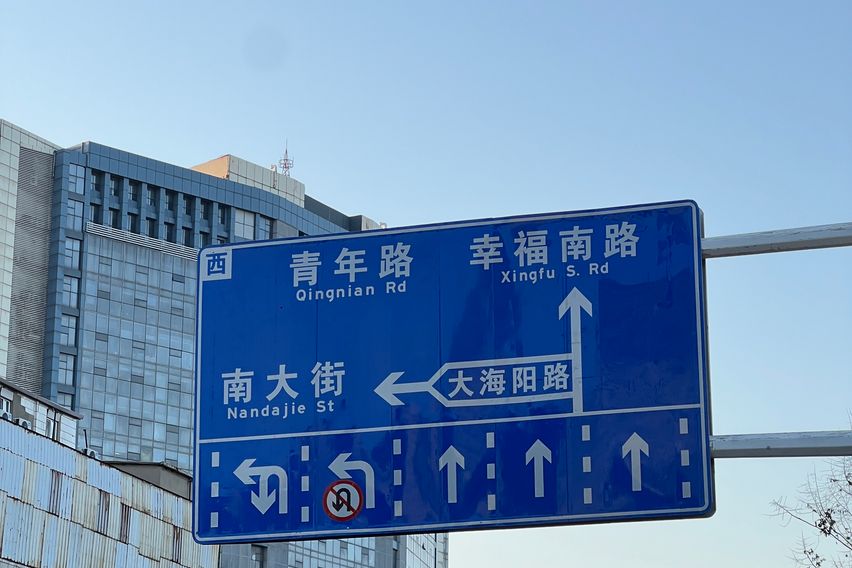 西
青年路
Qingnian Rd
幸福南路
Xingfu S. Rd
南大街
Nandajie St
大海阳路